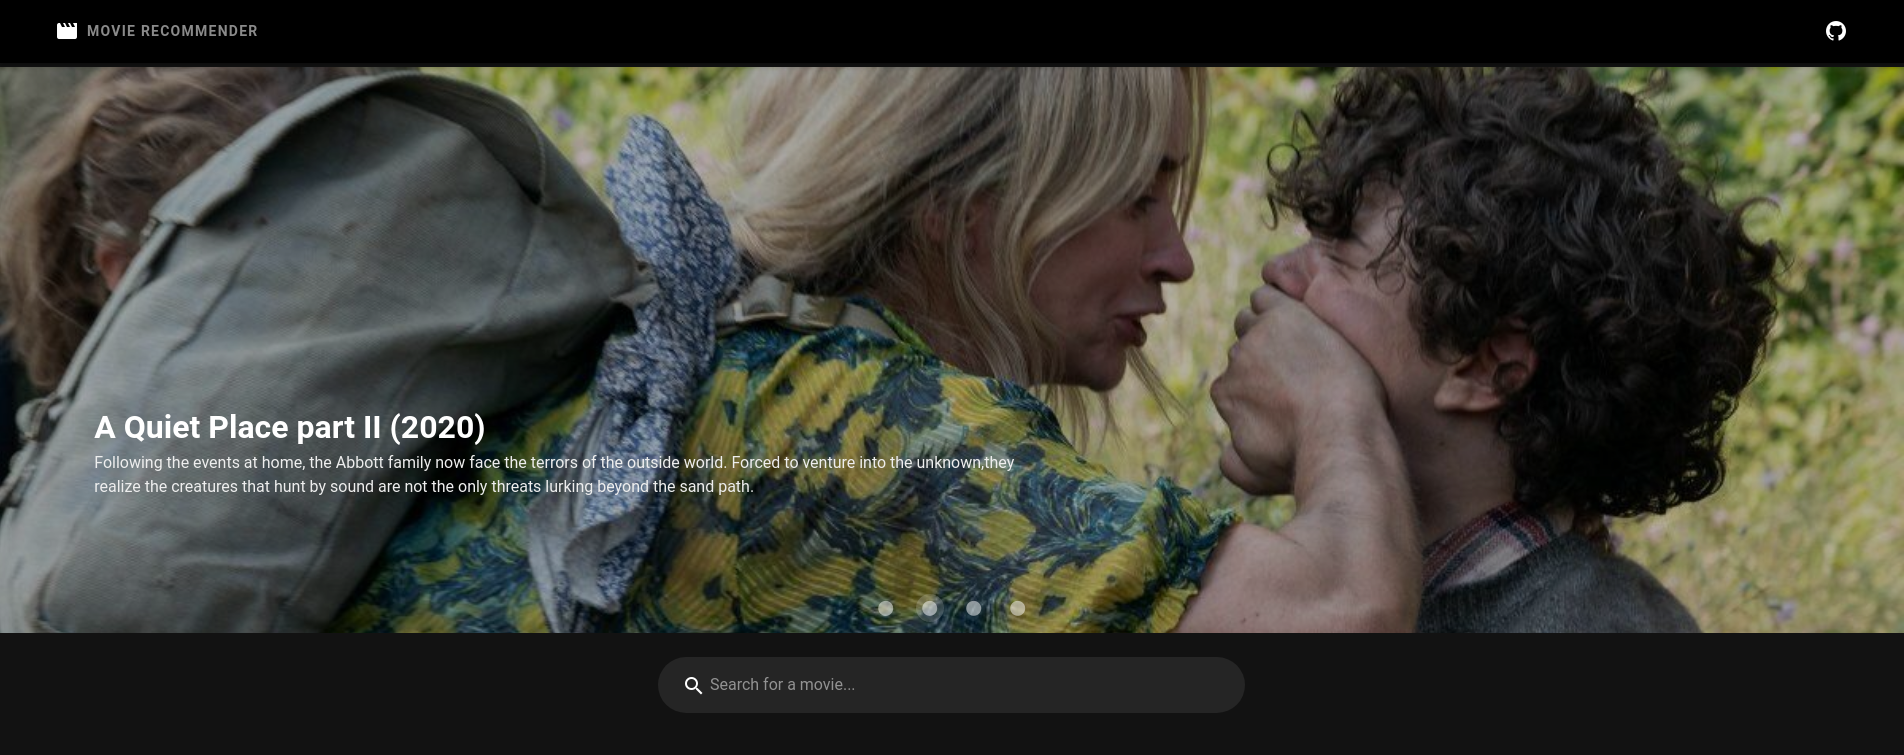 MOVIE RECOMMENDER
A Quiet Place part II (2020)
Following the events at home, the Abbott family now face the terrors of the outside world. Forced to venture into the unknown,they
realize the creatures that hunt by sound are not the only threats lurking beyond the sand path.
Search for a movie...